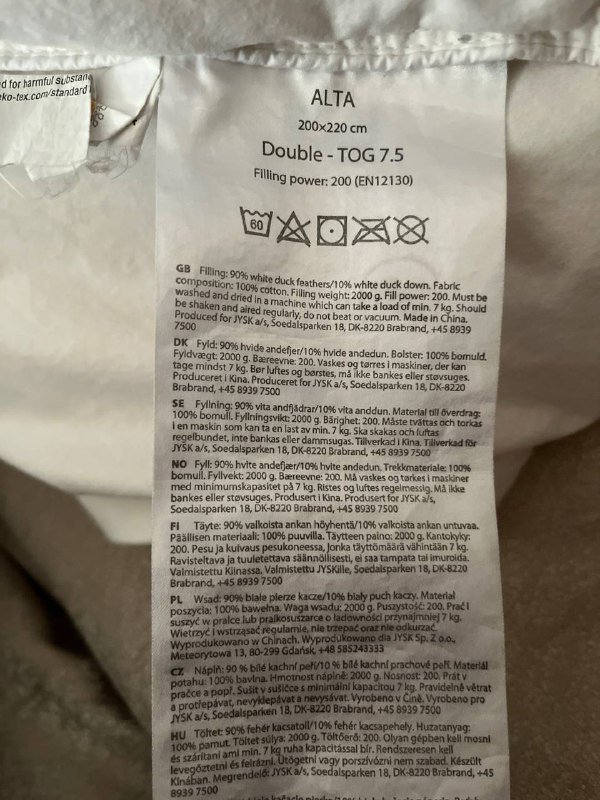 d for harmful substan
ko-tex.com/standard
ALTA
200×220 cm
Double - TOG 7.5
Filling power: 200 (EN12130)
60
GB Filling: 90% white duck feathers/10% white duck down. Fabric
composition: 100% cotton. Filling weight: 2000 g. Fill power: 200. Must be
washed and dried in a machine which can take a load of min. 7 kg. Should
be shaken and aired regularly, do not beat or vacuum. Made in China.
Produced for JYSK a/s, Soedalsparken 18, DK-8220 Brabrand, +45 8939
7500
DK Fyld: 90% hvide andefjer/10% hvide andedun. Bolster: 100% bomuld.
Fyldvægt: 2000 g. Bæreevne: 200. Vaskes og tørres i maskiner, der kan
tage mindst 7 kg. Bør luftes og børstes, må ikke bankes eller støvsuges.
Produceret i Kina. Produceret for JYSK a/s, Soedalsparken 18, DK-8220
Brabrand, +45 8939 7500
SE Fyllning: 90% vita andfjädrar/10% vita anddun. Material till överdrag:
100% bomull. Fyllningsvikt: 2000 g. Bärighet: 200. Måste tvättas och torkas
i en maskin som kan ta en last av min. 7 kg. Ska skakas och luftas
regelbundet, inte bankas eller dammsugas. Tillverkad i Kina. Tillverkad för
JYSK a/s, Soedalsparken 18, DK-8220 Brabrand, +45 8939 7500
NO Fyll: 90% hvite andefjær/10% hvite andedun. Trekkmateriale: 100%
bomull. Fyllvekt: 2000 g. Bæreevne: 200. Må vaskes og tørkes i maskiner
med minimumskapasitet på 7 kg. Ristes og luftes regelmessig. Må ikke
bankes eller støvsuges. Produsert i Kina. Produsert for JYSK a/s,
Soedalsparken 18, DK-8220 Brabrand, +45 8939 7500
FI Täyte: 90% valkoista ankan höyhentä/10% valkoista ankan untuvaa.
Päällisen materiaali: 100% puuvilla. Täytteen paino: 2000 g. Kantokyky:
200. Pesu ja kuivaus pesukoneessa, jonka täyttömäärä vähintään 7 kg.
Ravisteltava ja tuuletettava säännöllisesti, ei saa tampata tai imuroida.
Valmistettu Kiinassa. Valmistettu JYSKille, Soedalsparken 18, DK-8220
Brabrand, +45 8939 7500
PL Wsad: 90% białe pierze kacze/10% biały puch kaczy. Materiał
poszycia: 100% bawełna. Waga wsadu: 2000 g. Puszystość: 200. Prać i
suszyć w pralce lub pralkosuszarce o ładowności przynajmniej 7 kg.
Wietrzyć i wstrząsać regularnie, nie trzepać oraz nie odkurzać.
Wyprodukowano w Chinach. Wyprodukowano dla JYSK Sp. Z o.o.,
Meteorytowa 13, 80-299 Gdańsk, +48 585243333
CZ Náplň: 90 % bílé kachní peří/10 % bílé kachní prachové peří. Materiál
potahu: 100% bavlna. Hmotnost náplně: 2000 g. Nosnost: 200. Prát v
pračce a popř. Sušit v sušičce s minimální kapacitou 7 kg. Pravidelně větrat
a protřepávat, nevyklepávat a nevysávat. Vyrobeno v Číně. Vyrobeno pro
JYSK a/s, Soedalsparken 18, DK-8220 Brabrand, +45 8939 7500
HU Töltet: 90% fehér kacsatoll/10% fehér kacsapehely. Huzatanyag:
100% pamut. Töltet súlya: 2000 g. Töltőerő: 200. Olyan gépben kell mosni
és szárítani ami min. 7 kg ruha kapacitással bír. Rendszeresen kell
levegőztetni és felrázni. Ütögetni vagy porszívózni nem szabad. Készült
Kínában. Megrendelő: JYSK a/s, Soedalsparken 18, DK-8220 Brabrand, +45
8939 7500